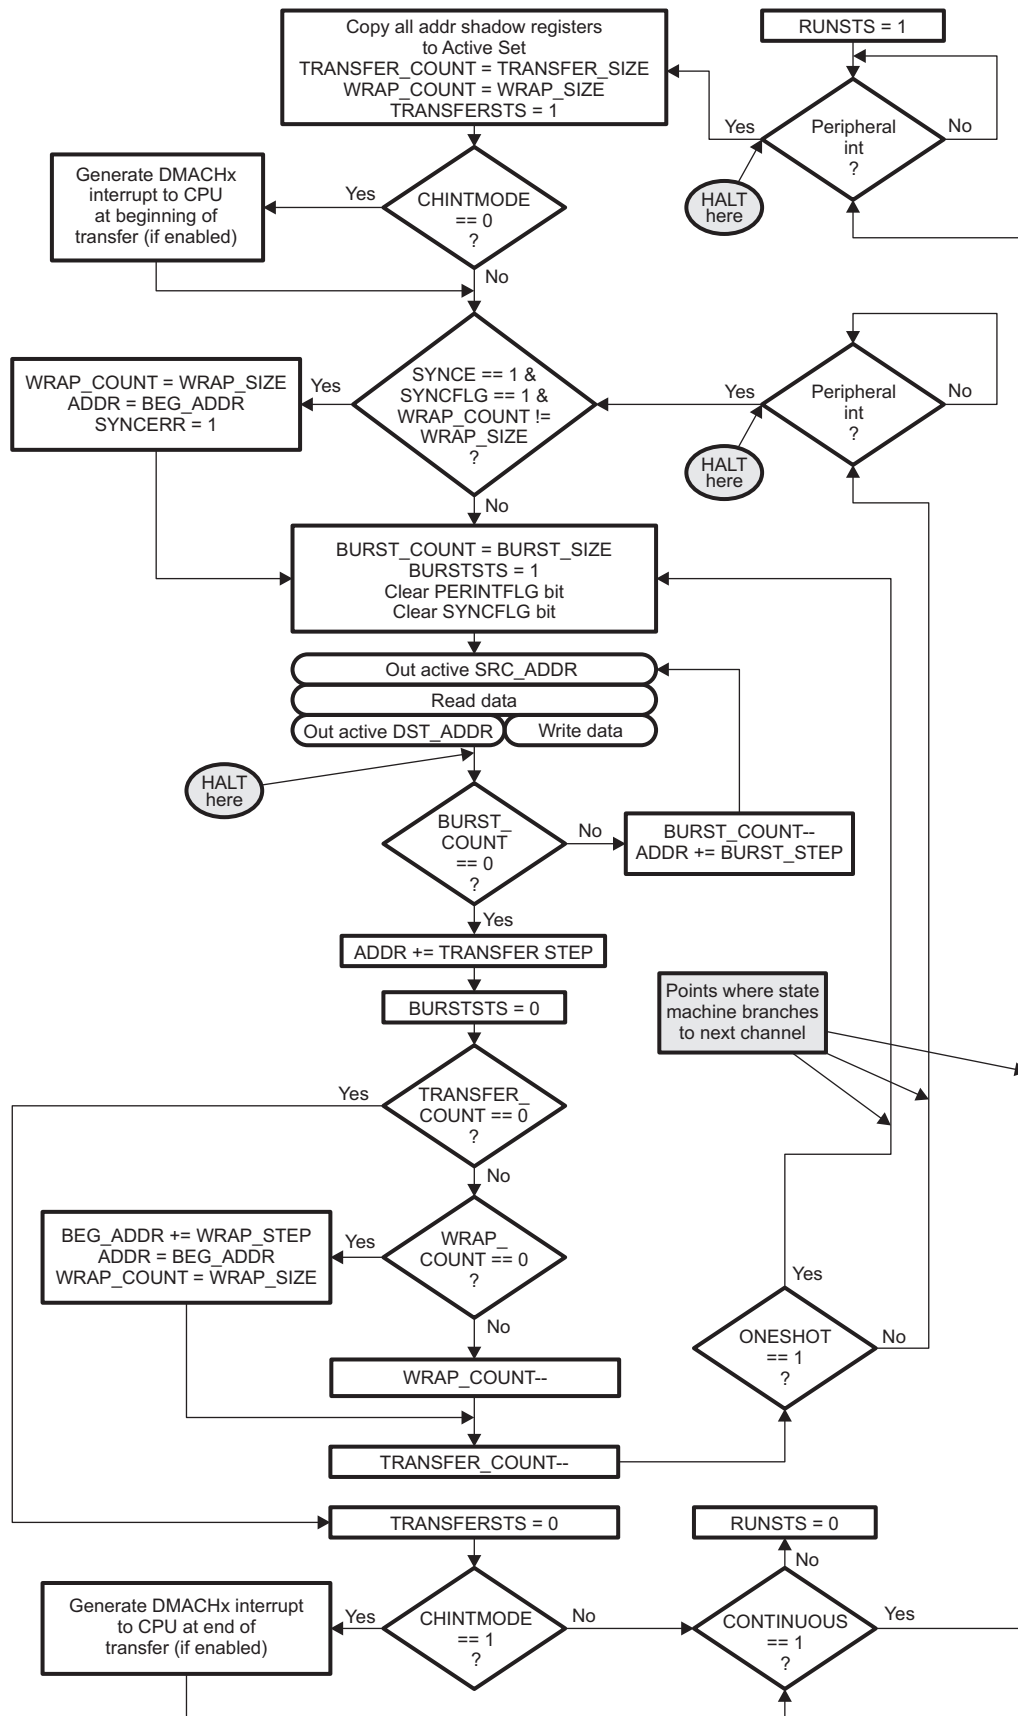 Copy all addr shadow registers
to Active Set
TRANSFER_COUNT = TRANSFER_SIZE
WRAP_COUNT = WRAP_SIZE
TRANSFERSTS = 1
RUNSTS = 1
Peripheral
int
?
Yes
No
HALT
here
CHINTMODE
== 0
?
Yes
No
Generate DMACHx
interrupt to CPU
at beginning of
transfer (if enabled)
SYNCE == 1 &
SYNCFLG == 1 &
WRAP_COUNT !=
WRAP_SIZE
?
Yes
No
WRAP_COUNT = WRAP_SIZE
ADDR = BEG_ADDR
SYNCERR = 1
Peripheral
int
?
Yes
No
HALT
here
BURST_COUNT = BURST_SIZE
BURSTSTS = 1
Clear PERINTFLG bit
Clear SYNCFLG bit
Out active SRC_ADDR
Read data
Out active DST_ADDR
Write data
HALT
here
BURST_
COUNT
== 0
?
No
Yes
BURST_COUNT--
ADDR += BURST_STEP
ADDR += TRANSFER STEP
BURSTSTS = 0
Points where state
machine branches
to next channel
TRANSFER_
COUNT == 0
?
Yes
No
WRAP_
COUNT == 0
?
Yes
No
BEG_ADDR += WRAP_STEP
ADDR = BEG_ADDR
WRAP_COUNT = WRAP_SIZE
WRAP_COUNT--
TRANSFER_COUNT--
ONESHOT
== 1
?
Yes
No
TRANSFERSTS = 0
RUNSTS = 0
CHINTMODE
== 1
?
Yes
No
Generate DMACHx interrupt
to CPU at end of
transfer (if enabled)
CONTINUOUS
== 1
?
No
Yes